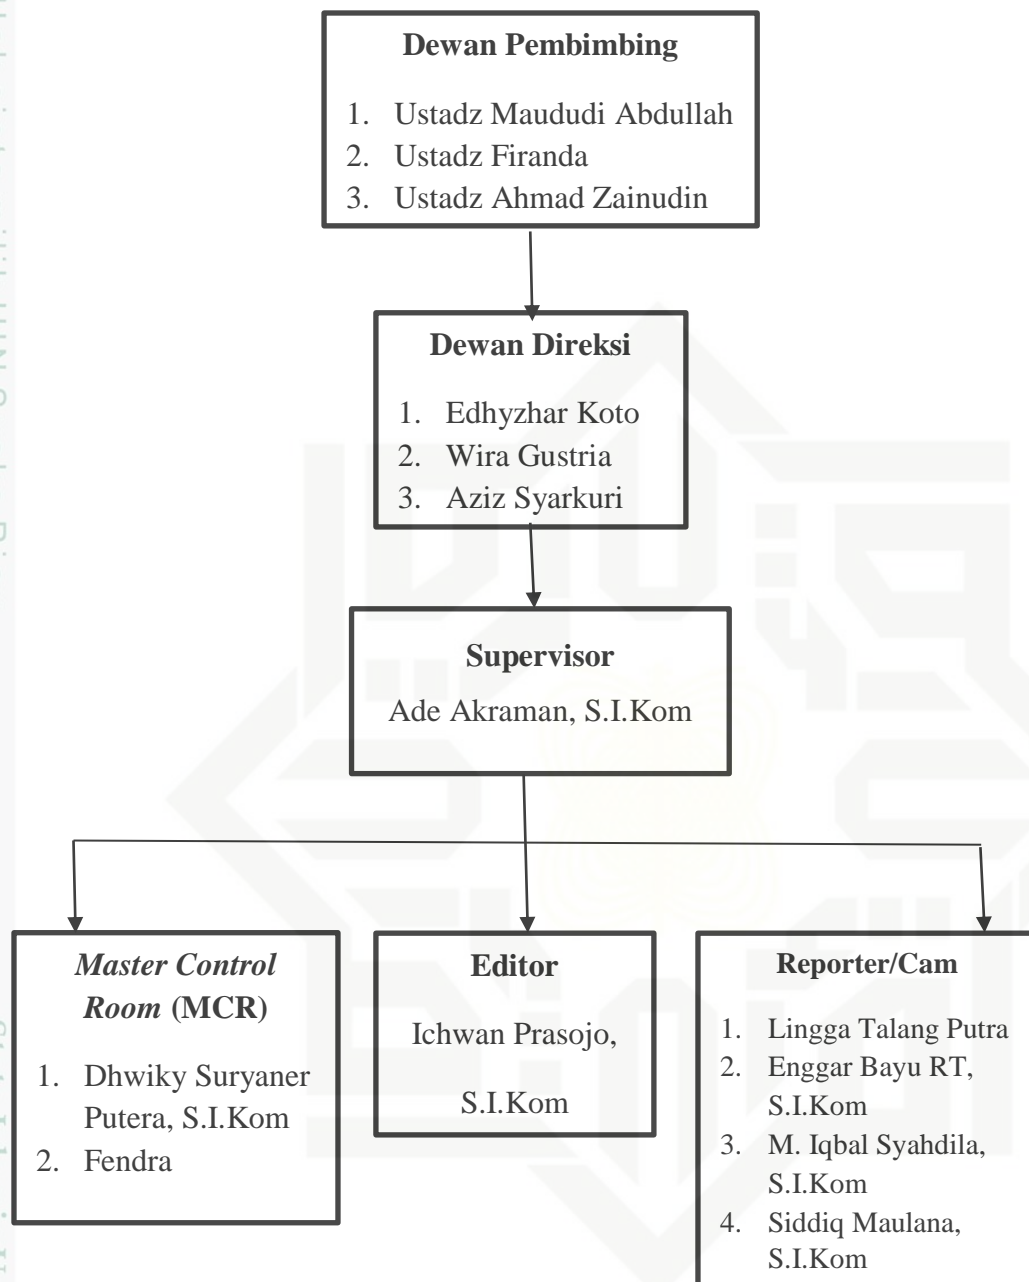 Dewan Pembimbing
1. Ustadz Maududi Abdullah
2. Ustadz Firanda
3. Ustadz Ahmad Zainudin
Dewan Direksi
1. Edhyzhar Koto
2. Wira Gustria
3. Aziz Syarkuri
Supervisor
Ade Akraman, S.I.Kom
Master Control
Room (MCR)
1. Dhwiky Suryaner
Putera, S.I.Kom
2. Fendra
Editor
Ichwan Prasojo,
S.I.Kom
Reporter/Cam
1. Lingga Talang Putra
2. Enggar Bayu RT,
S.I.Kom
3. M. Iqbal Syahdila,
S.I.Kom
4. Siddiq Maulana,
S.I.Kom